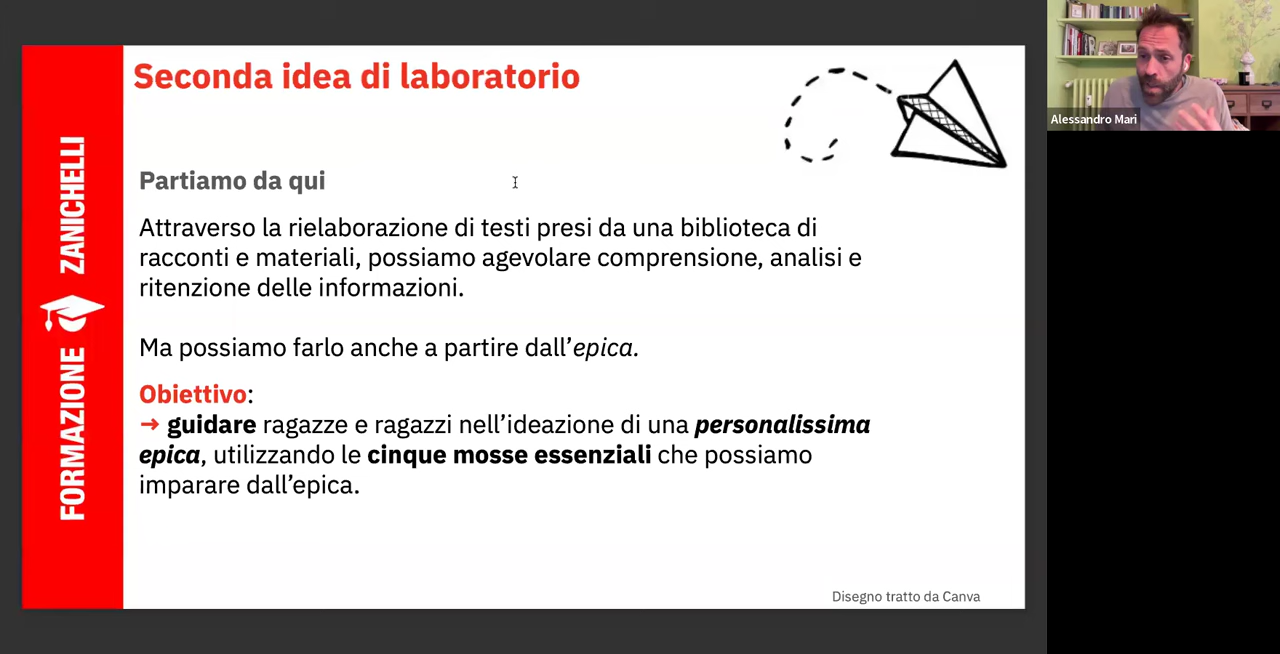 Seconda idea di laboratorio
Alessandro Mari
FORMAZIONE ZANICHELLI
Partiamo da qui
Attraverso la rielaborazione di testi presi da una biblioteca di
racconti e materiali, possiamo agevolare comprensione, analisi e
ritenzione delle informazioni.
Ma possiamo farlo anche a partire dall’epica.
Obiettivo:
→ guidare ragazze e ragazzi nell’ideazione di una personalissima
epica, utilizzando le cinque mosse essenziali che possiamo
imparare dall’epica.
Disegno tratto da Canva